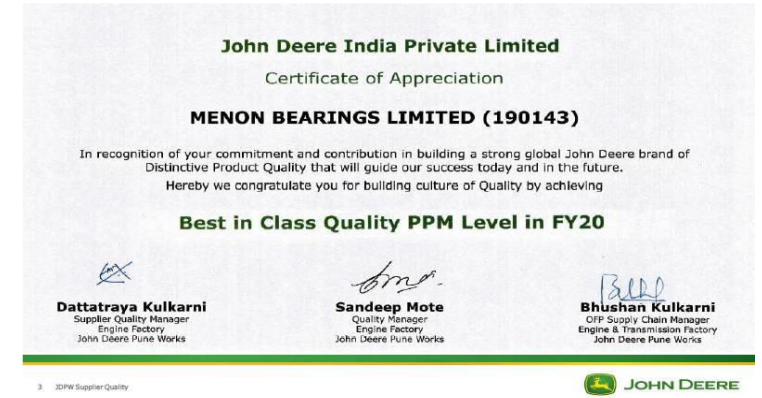 John Deere India Private Limited
Certificate of Appreciation
MENON BEARINGS LIMITED (190143)
In recognition of your commitment and contribution in building a strong global John Deere brand of
Distinctive Product Quality that will guide our success today and in the future.
Hereby we congratulate you for building culture of Quality by achieving
Best in Class Quality PPM Level in FY20
Dattatraya Kulkarni
Supplier Quality Manager
Engine Factory
John Deere Pune Works
Sandeep Mote
Quality Manager
Engine Factory
John Deere Pune Works
Bhushan Kulkarni
OFP Supply Chain Manager
Engine & Transmission Factory
John Deere Pune Works
3 JDPW Supplier Quality
JOHN DEERE